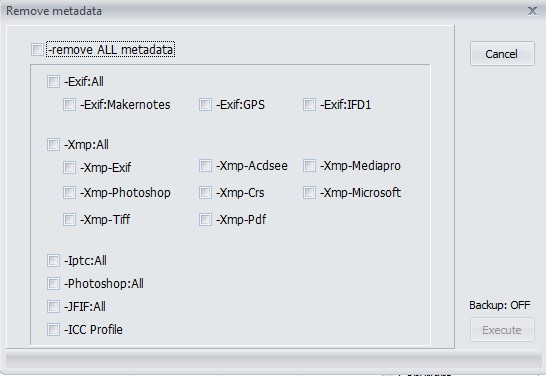 Remove metadata
-remove ALL metadata
Cancel
-Exif:All
-Exif:Makernotes -Exif:GPS -Exif:IFD1
-Xmp:All
-Xmp-Exif -Xmp-Acdsee -Xmp-Mediapro
-Xmp-Photoshop -Xmp-Crs -Xmp-Microsoft
-Xmp-Tiff -Xmp-Pdf
-Iptc:All
-Photoshop:All
-JFIF:All
-ICC Profile
Backup: OFF
Execute